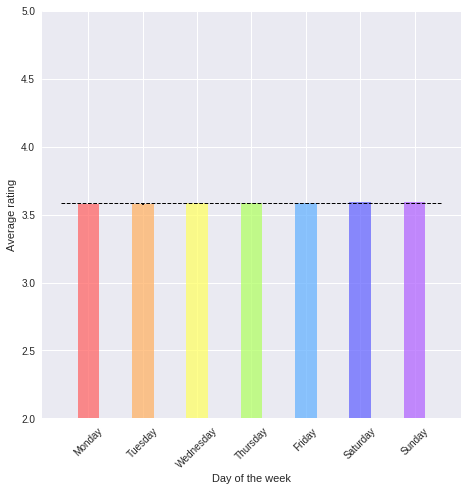 5.0
4.5
4.0
3.5
3.0
2.5
2.0
Average rating
Monday
Tuesday
Wednesday
Thursday
Friday
Saturday
Sunday
Day of the week